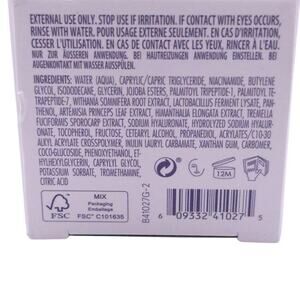 EXTERNAL USE ONLY. STOP USE IF IRRITATION. IF CONTACT WITH EYES OCCURS,
RINSE WITH WATER. POUR USAGE EXTERNE SEULEMENT. EN CAS D'IRRITATION,
CESSER L'UTILISATION. EN CAS DE CONTACT AVEC LES YEUX, RINCER À L'EAU.
NUR ZUR ÄUSSEREN ANWENDUNG. BEI HAUTREIZUNGEN ANWENDUNG EINSTELLEN. BEI
AUGENKONTAKT MIT WASSER AUSSPÜLEN.
INGREDIENTS: WATER (AQUA), CAPRYLIC/CAPRIC TRIGLYCERIDE, NIACINAMIDE, BUTYLENE
GLYCOL, ISODODECANE, GLYCERIN, JOJOBA ESTERS, PALMITOYL TRIPEPTIDE-1, PALMITOYL TE-
TRAPEPTIDE-7, WITHANIA SOMNIFERA ROOT EXTRACT, LACTOBACILLUS FERMENT LYSATE, PAN-
THENOL, ARTEMISIA PRINCEPS LEAF EXTRACT, HIMANTHALIA ELONGATA EXTRACT, TREMELLA
FUCIFORMIS SPOROCARP EXTRACT, SODIUM HYALURONATE, HYDROLYZED SODIUM HYALUR-
ONATE, TOCOPHEROL, FRUCTOSE, CETEARYL ALCOHOL, PROPANEDIOL, ACRYLATES/C10-30
ALKYL ACRYLATE CROSSPOLYMER, INULIN LAURYL CARBAMATE, XANTHAN GUM, CARBOMER,
COCO-GLUCOSIDE, PHENOXYETHANOL, ET-
HYLHEXYLGLYCERIN, CAPRYLYL GLYCOL,
POTASSIUM SORBATE, TROMETHAMINE,
CITRIC ACID
12M
FSC
MIX
Packaging
Emballage
FSC® C101635
B41027G-2
6 09332 41027 5